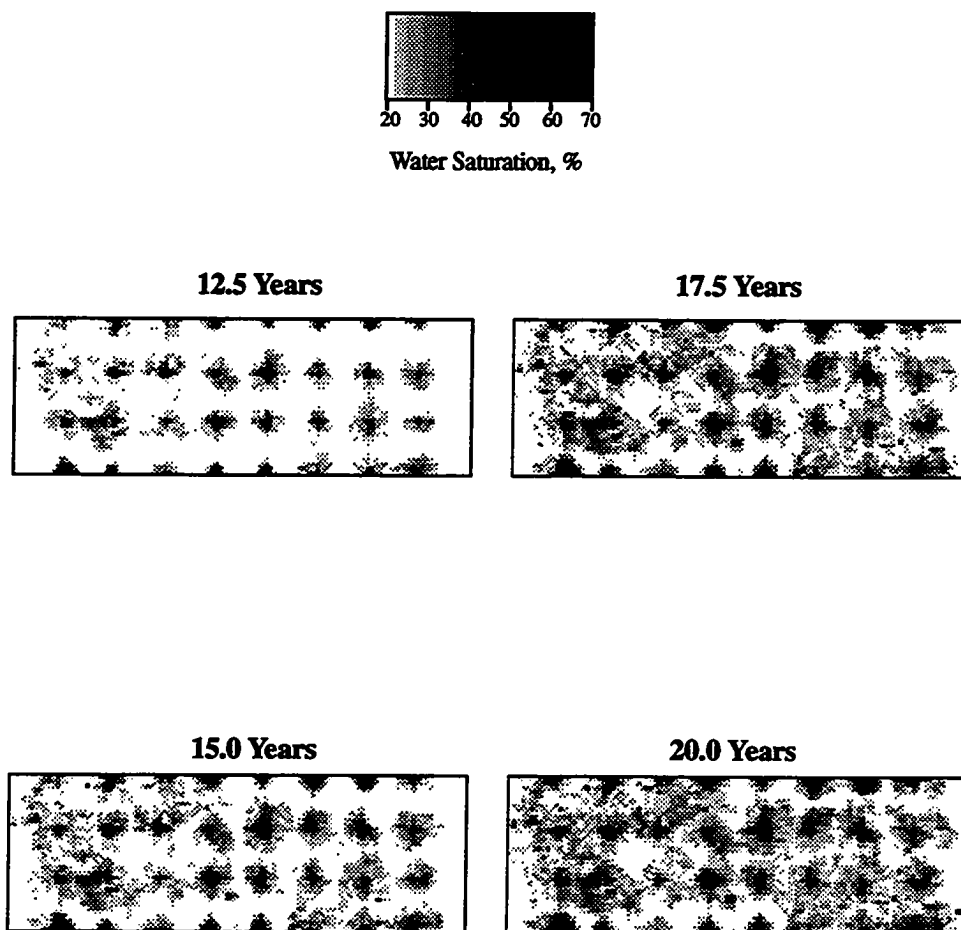 20 30 40 50 60 70
Water Saturation, %
12.5 Years
17.5 Years
15.0 Years
20.0 Years